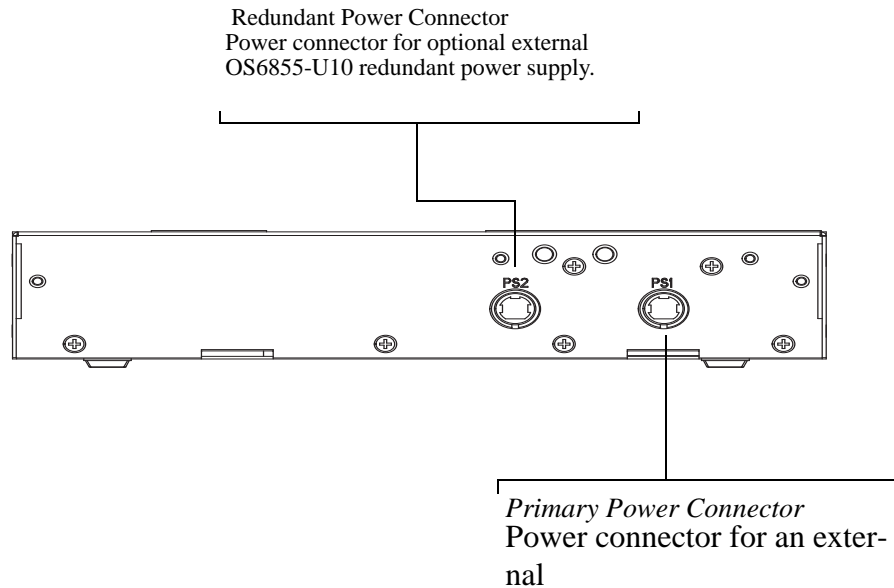 Redundant Power Connector
Power connector for optional external
OS6855-U10 redundant power supply.
PS2
PS1
Primary Power Connector
Power connector for an exter-
nal